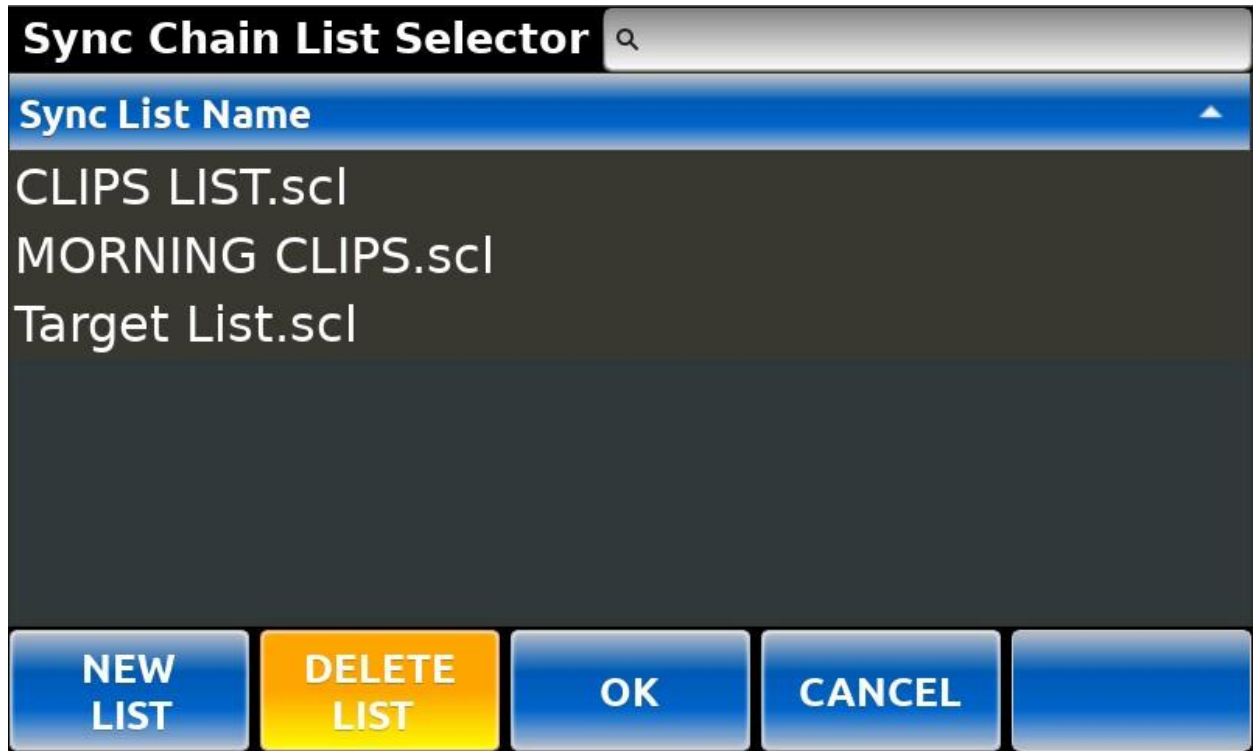 Sync Chain List Selector
Sync List Name
CLIPS LIST.scl
MORNING CLIPS.scl
Target List.scl
NEW
LIST
DELETE
LIST
OK
CANCEL